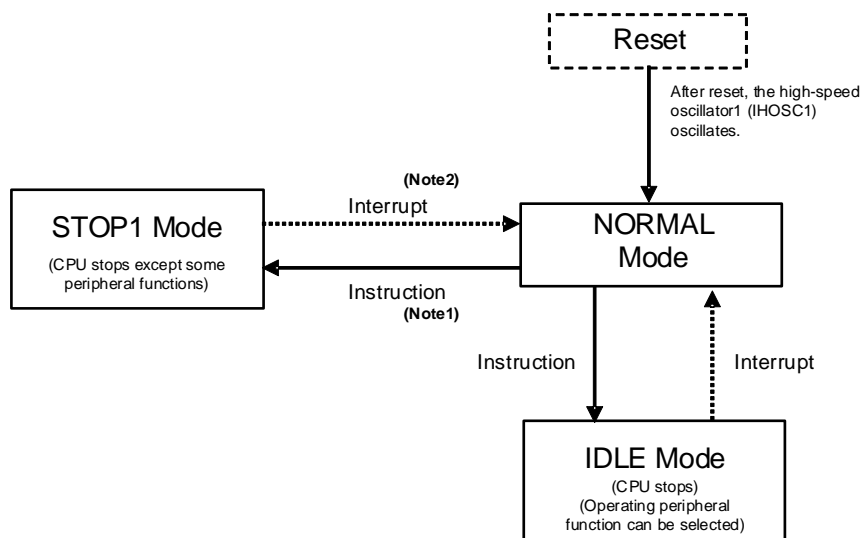 Reset
After reset, the high-speed
oscillator1 (IHOSC1)
oscillates.
(Note2)
Interrupt
STOP1 Mode
(CPU stops except some
peripheral functions)
NORMAL
Mode
Instruction
(Note1)
Instruction
Interrupt
IDLE Mode
(CPU stops)
(Operating peripheral
function can be selected)